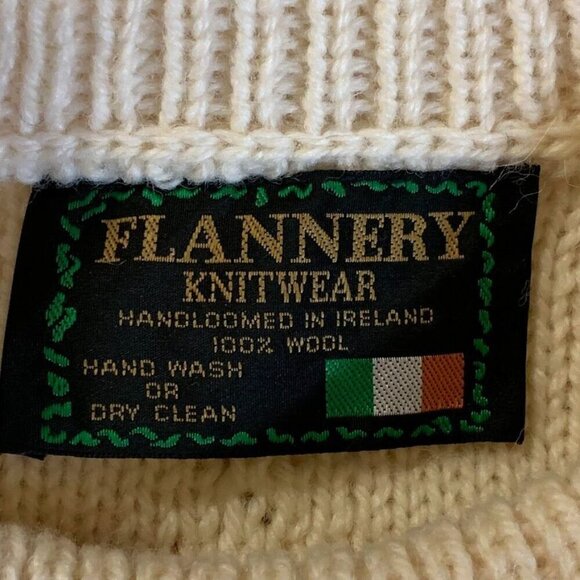 FLANNERY
KNITWEAR
HANDLOOMED IN IRELAND
100% WOOL
HAND WASH
OR
DRY CLEAN